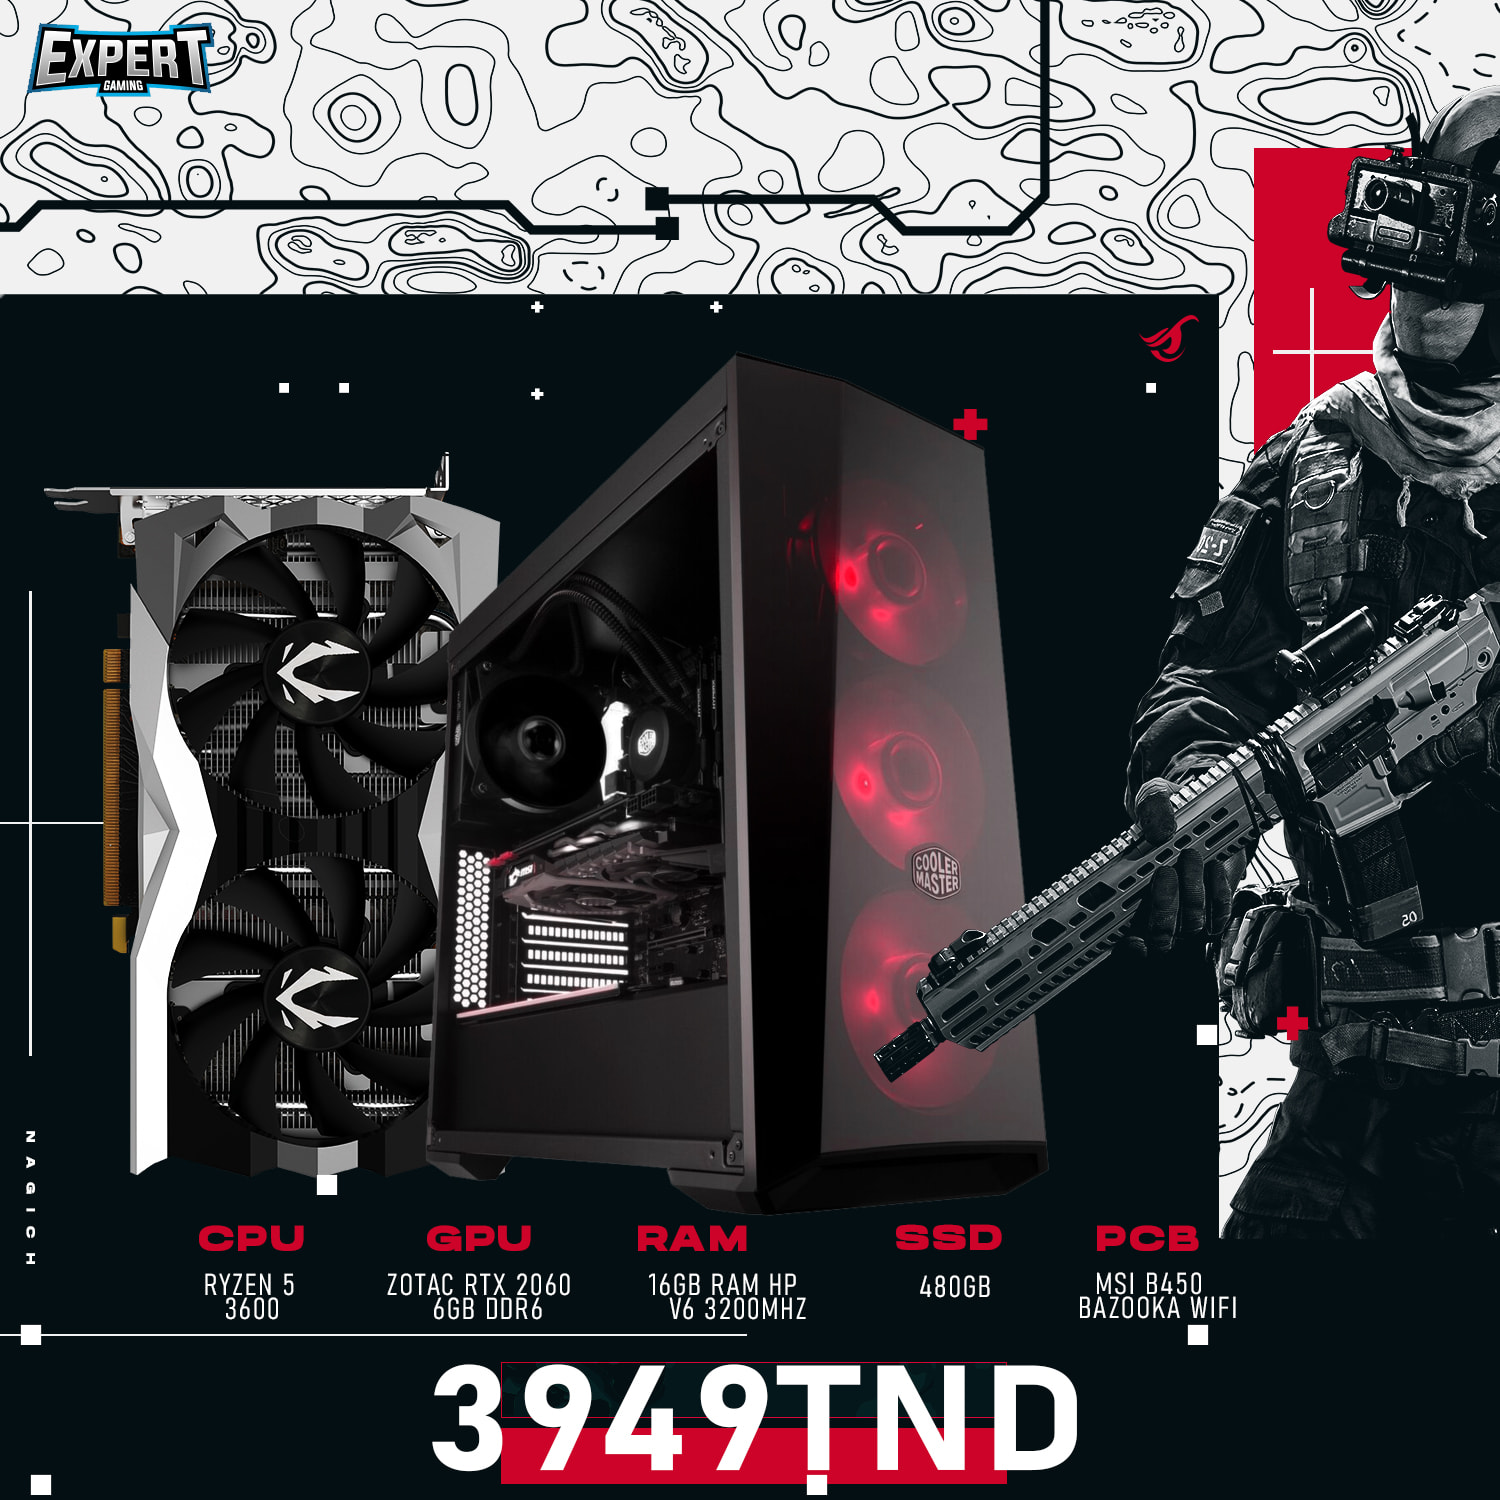 EXPERT
GAMING
COOLER
MASTER
20
NAGICH
CPU
GPU
RAM
SSD
PCB
RYZEN 5
3600
ZOTAC RTX 2060
6GB DDR6
16GB RAM HP
V6 3200MHZ
480GB
MSI B450
BAZOOKA WIFI
3949TND